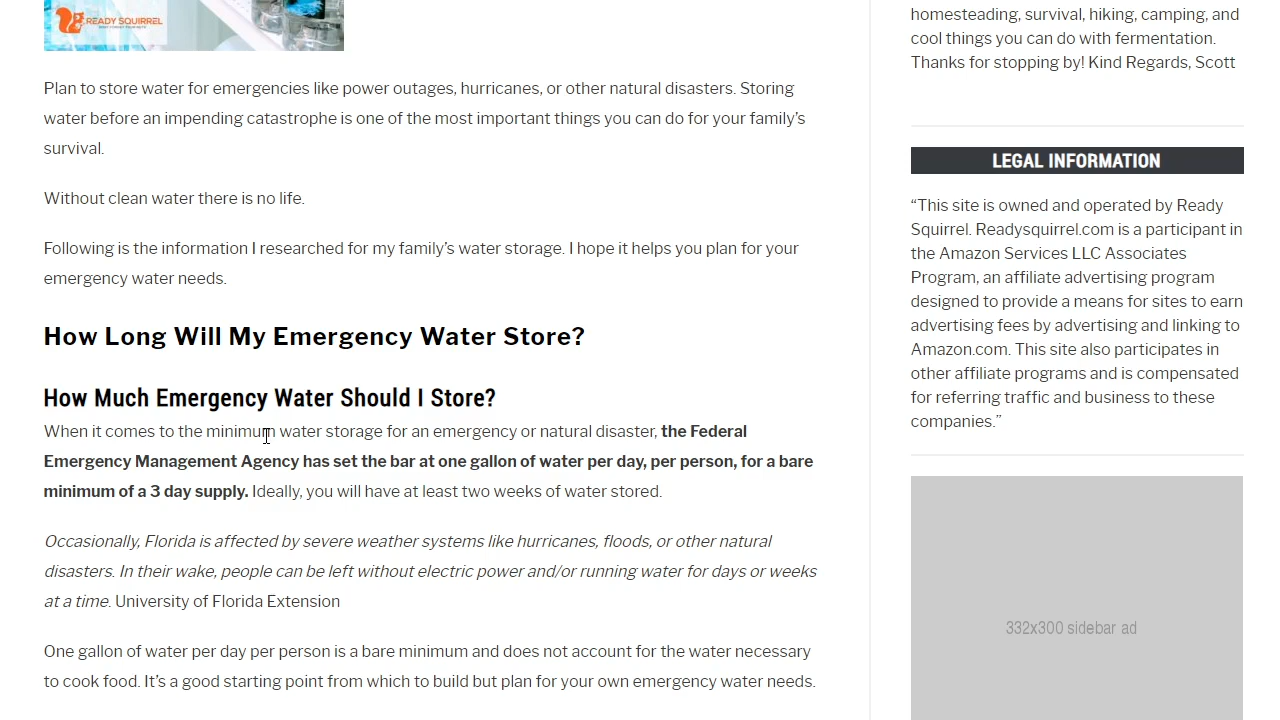 READY SQUIRREL
Plan to store water for emergencies like power outages, hurricanes, or other natural disasters. Storing
water before an impending catastrophe is one of the most important things you can do for your family’s
survival.
Without clean water there is no life.
Following is the information I researched for my family’s water storage. I hope it helps you plan for your
emergency water needs.
How Long Will My Emergency Water Store?
How Much Emergency Water Should I Store?
When it comes to the minimum water storage for an emergency or natural disaster, the Federal
Emergency Management Agency has set the bar at one gallon of water per day, per person, for a bare
minimum of a 3 day supply. Ideally, you will have at least two weeks of water stored.
Occasionally, Florida is affected by severe weather systems like hurricanes, floods, or other natural
disasters. In their wake, people can be left without electric power and/or running water for days or weeks
at a time. University of Florida Extension
One gallon of water per day per person is a bare minimum and does not account for the water necessary
to cook food. It’s a good starting point from which to build but plan for your own emergency water needs.
homesteading, survival, hiking, camping, and
cool things you can do with fermentation.
Thanks for stopping by! Kind Regards, Scott
LEGAL INFORMATION
“This site is owned and operated by Ready
Squirrel. Readysquirrel.com is a participant in
the Amazon Services LLC Associates
Program, an affiliate advertising program
designed to provide a means for sites to earn
advertising fees by advertising and linking to
Amazon.com. This site also participates in
other affiliate programs and is compensated
for referring traffic and business to these
companies.”
332x300 sidebar ad